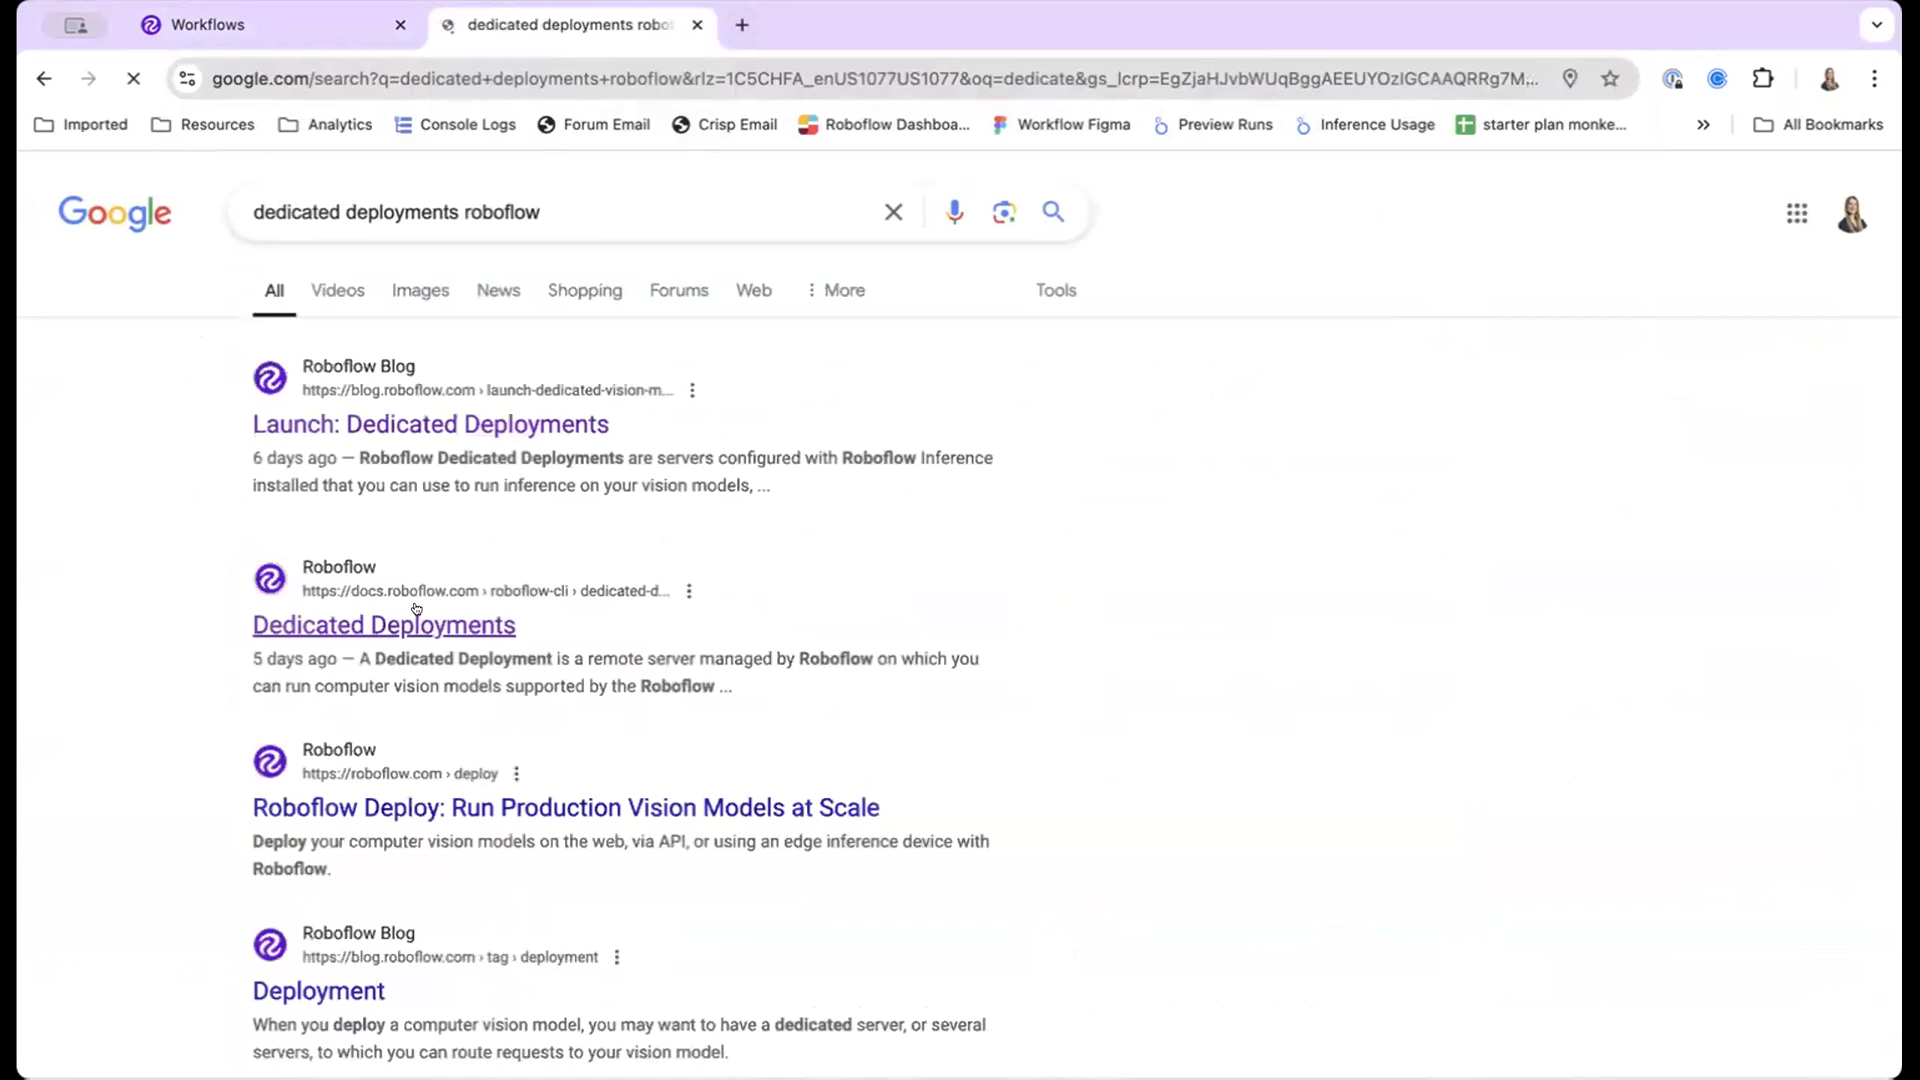 Workflows
dedicated deployments robo
google.com/search?q=dedicated+deployments+roboflow&rlz=1C5CHFA_enUS1077US1077&oq=dedicate&gs_lcrp=EgZjaHJvbWUqBggAEEUYOzIGCAAQRRg7M...
Imported Resources Analytics Console Logs Forum Email Crisp Email Roboflow Dashboa... Workflow Figma Preview Runs Inference Usage starter plan monke... » All Bookmarks
Google
dedicated deployments roboflow
All Videos Images News Shopping Forums Web More Tools
Roboflow Blog
https://blog.roboflow.com › launch-dedicated-vision-m...
Launch: Dedicated Deployments
6 days ago — Roboflow Dedicated Deployments are servers configured with Roboflow Inference
installed that you can use to run inference on your vision models, ...
Roboflow
https://docs.roboflow.com › roboflow-cli › dedicated-d...
Dedicated Deployments
5 days ago — A Dedicated Deployment is a remote server managed by Roboflow on which you
can run computer vision models supported by the Roboflow ...
Roboflow
https://roboflow.com › deploy
Roboflow Deploy: Run Production Vision Models at Scale
Deploy your computer vision models on the web, via API, or using an edge inference device with
Roboflow.
Roboflow Blog
https://blog.roboflow.com › tag › deployment
Deployment
When you deploy a computer vision model, you may want to have a dedicated server, or several
servers, to which you can route requests to your vision model.